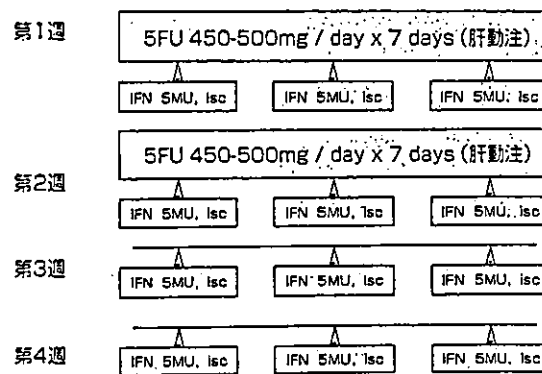 第1週
5FU 450-500mg / day x 7 days (肝動注)
IFN 5MU, Isc IFN 5MU, Isc IFN 5MU, Isc
第2週
5FU 450-500mg / day x 7 days (肝動注)
IFN 5MU, Isc IFN 5MU, Isc IFN 5MU, Isc
第3週
IFN 5MU, Isc IFN 5MU, Isc IFN 5MU, Isc
第4週
IFN 5MU, Isc IFN 5MU, Isc IFN 5MU, Isc